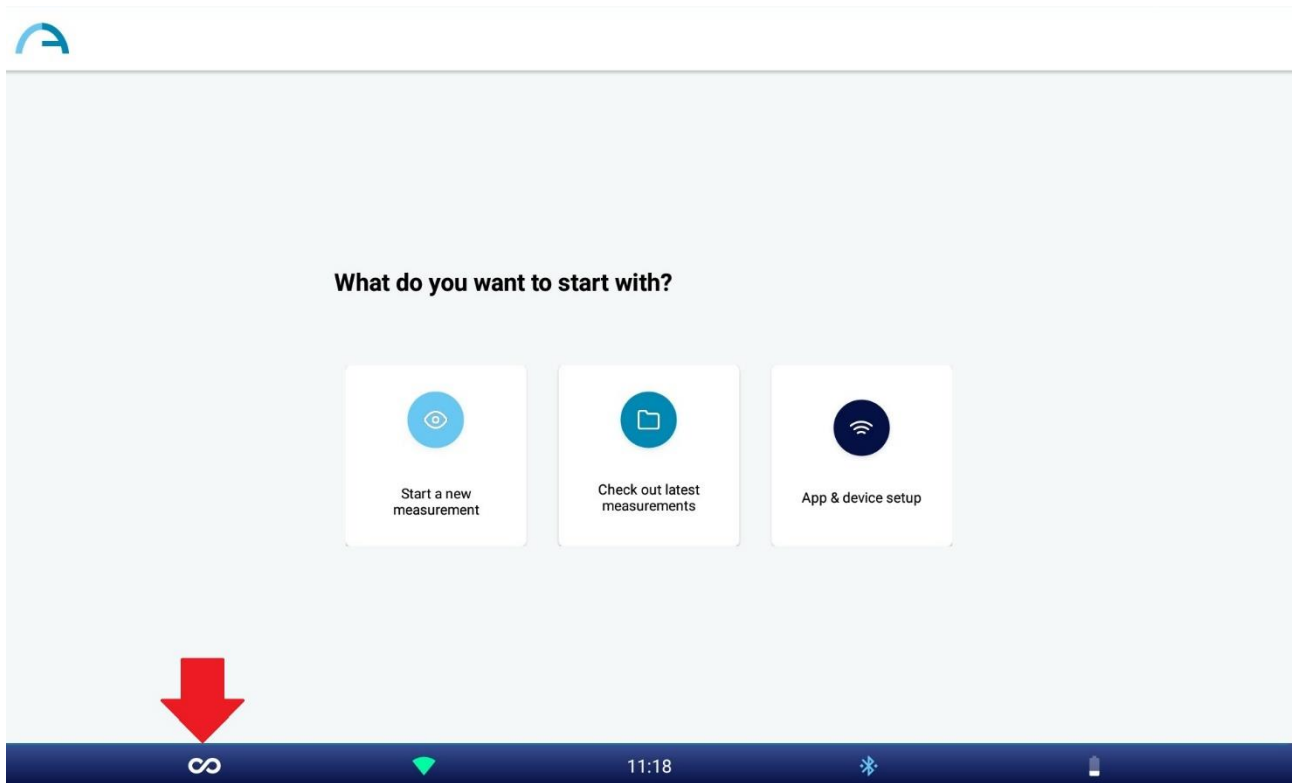 What do you want to start with?
Start a new
measurement
Check out latest
measurements
App & device setup
11:18